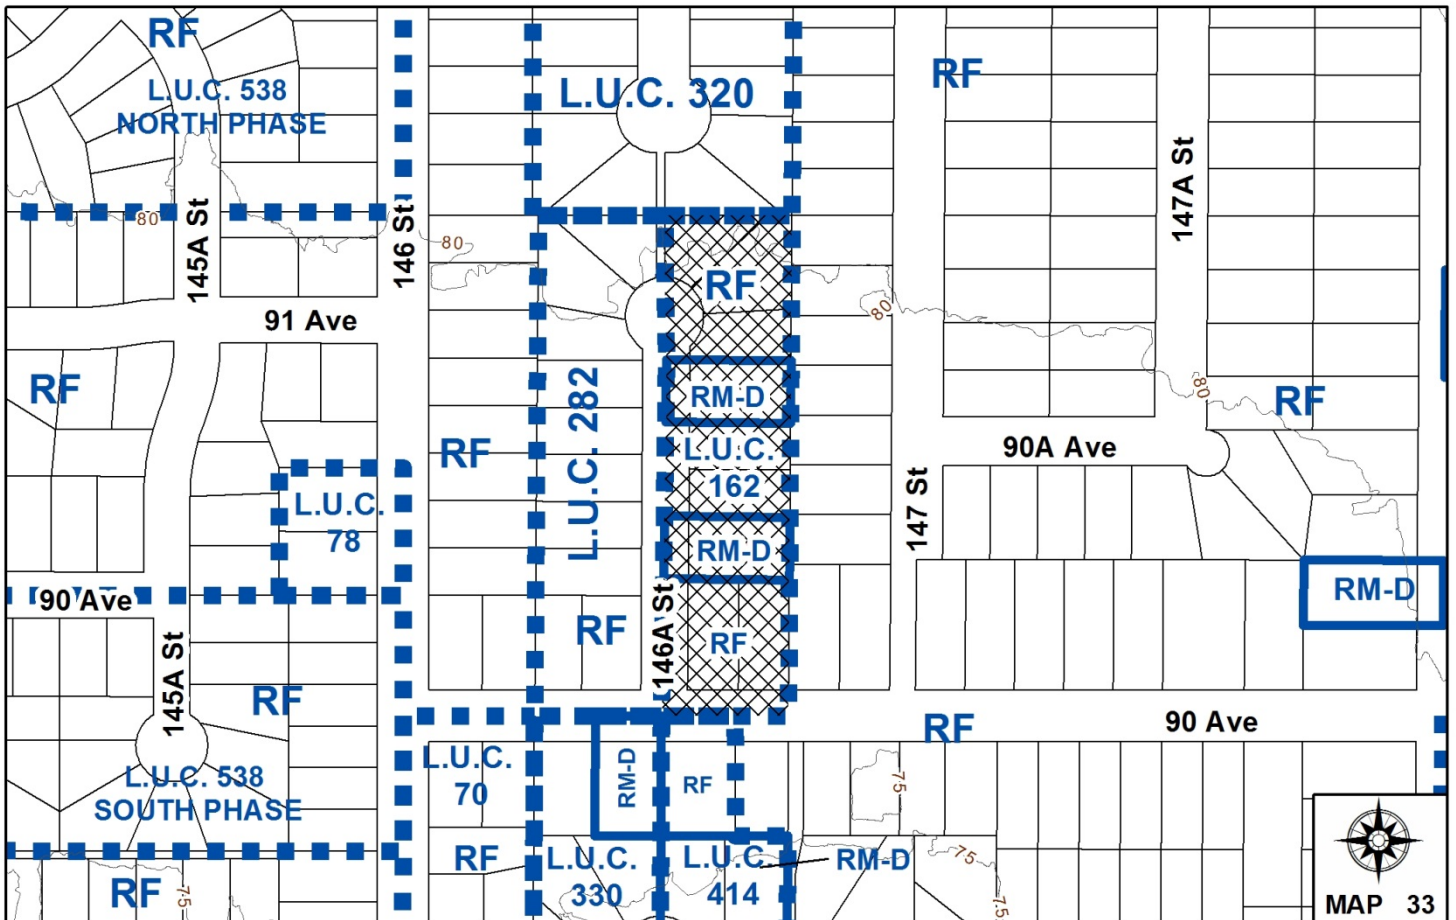 RF
L.U.C. 538
NORTH PHASE
L.U.C. 320
RF
147A St
145A St
146 St
80
80
RF
80
91 Ave
RF
L.U.C. 282
RM-D
80
RF
RF
L.U.C.
162
90A Ave
L.U.C.
78
147 St
RM-D
90 Ave
RM-D
146A St
RF
RF
145A St
RF
RF
90 Ave
L.U.C.
70
RM-D
RF
75
L.U.C. 538
SOUTH PHASE
RF
L.U.C.
330
L.U.C.
414
RM-D
75
RF
75
75
MAP 33